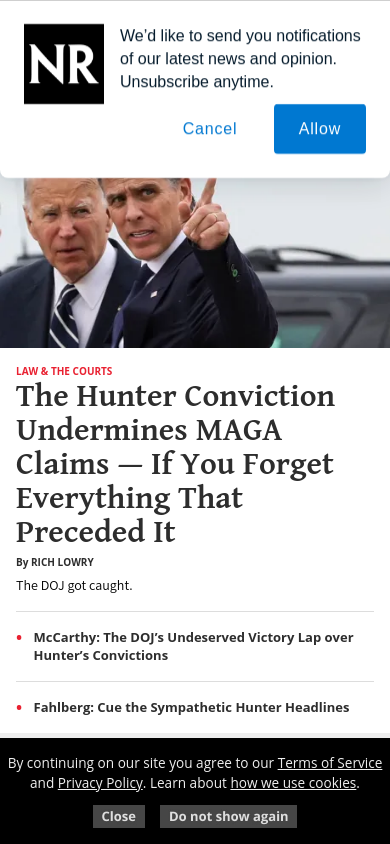 NR
We'd like to send you notifications
of our latest news and opinion.
Unsubscribe anytime.
Cancel
Allow
LAW & THE COURTS
The Hunter Conviction
Undermines MAGA
Claims — If You Forget
Everything That
Preceded It
By RICH LOWRY
The DOJ got caught.
• McCarthy: The DOJ's Undeserved Victory Lap over
Hunter's Convictions
• Fahlberg: Cue the Sympathetic Hunter Headlines
By continuing on our site you agree to our Terms of Service
and Privacy Policy. Learn about how we use cookies.
Close
Do not show again